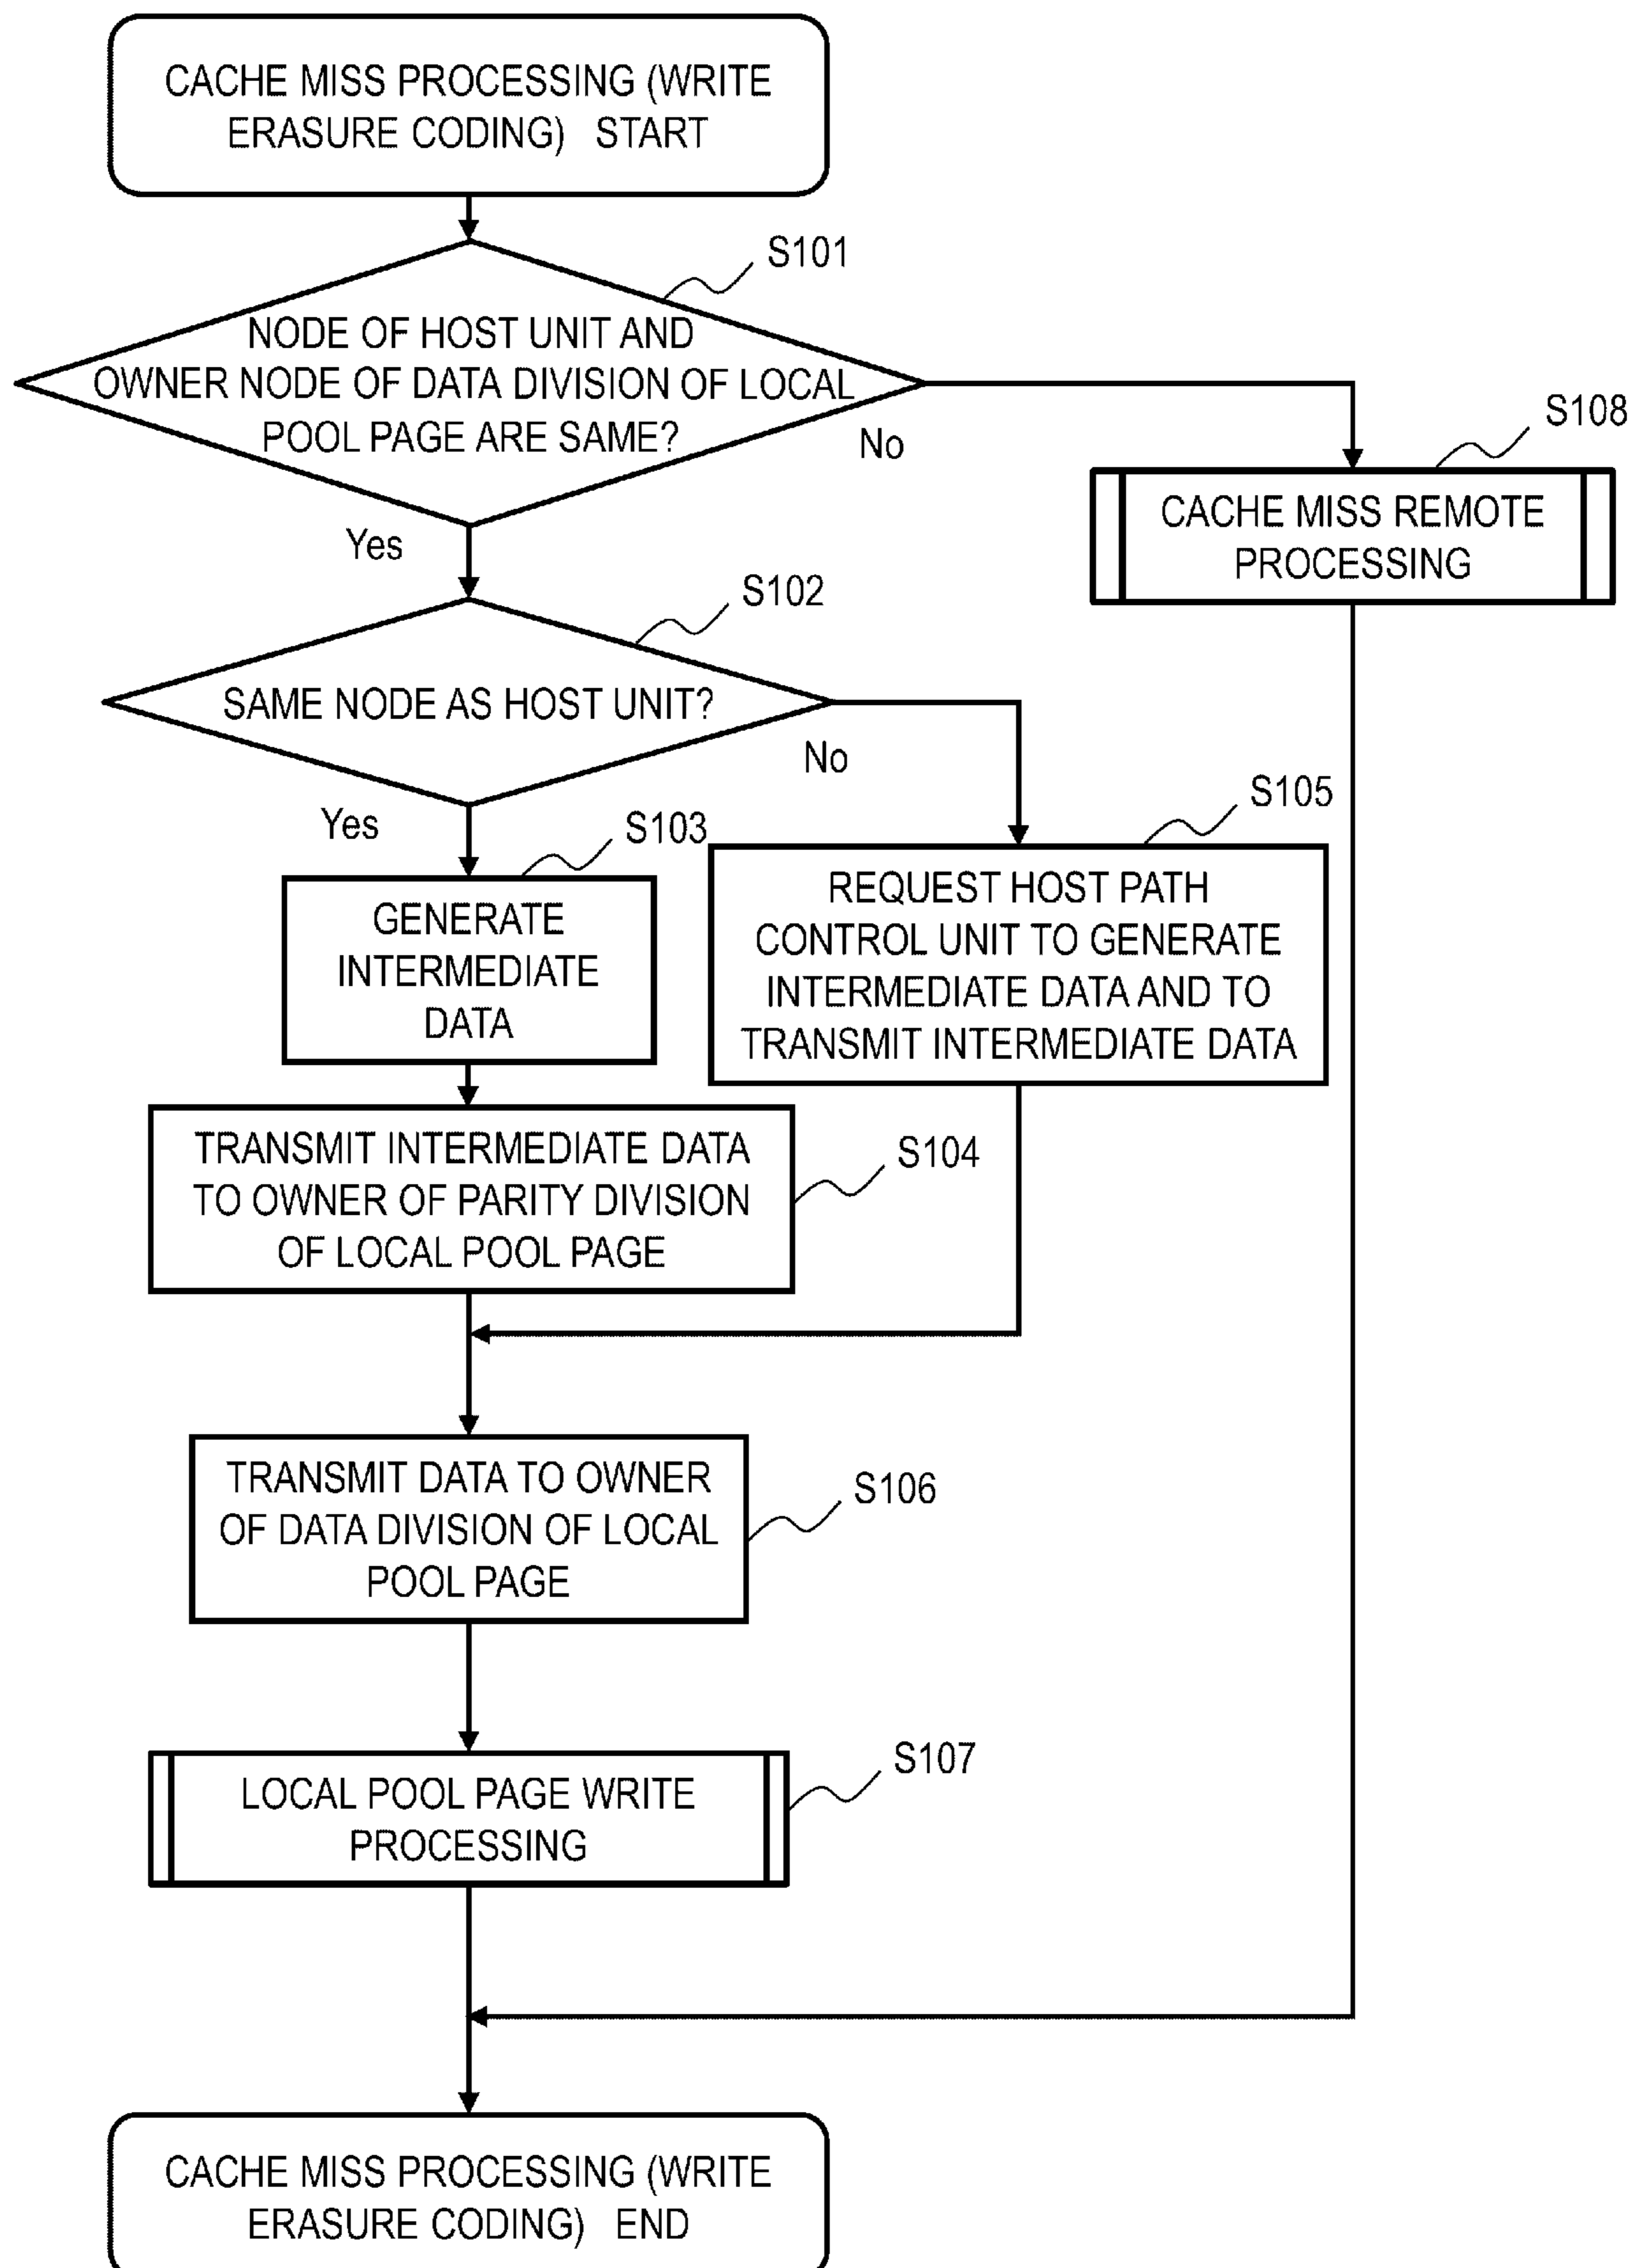 CACHE MISS PROCESSING (WRITE
ERASURE CODING) START
S101
NODE OF HOST UNIT AND
OWNER NODE OF DATA DIVISION OF LOCAL
POOL PAGE ARE SAME?
No
Yes
S108
CACHE MISS REMOTE
PROCESSING
S102
SAME NODE AS HOST UNIT?
No
Yes
S103
GENERATE
INTERMEDIATE
DATA
S105
REQUEST HOST PATH
CONTROL UNIT TO GENERATE
INTERMEDIATE DATA AND TO
TRANSMIT INTERMEDIATE DATA
TRANSMIT INTERMEDIATE DATA
TO OWNER OF PARITY DIVISION
OF LOCAL POOL PAGE
S104
TRANSMIT DATA TO OWNER
OF DATA DIVISION OF LOCAL
POOL PAGE
S106
LOCAL POOL PAGE WRITE
PROCESSING
S107
CACHE MISS PROCESSING (WRITE
ERASURE CODING) END